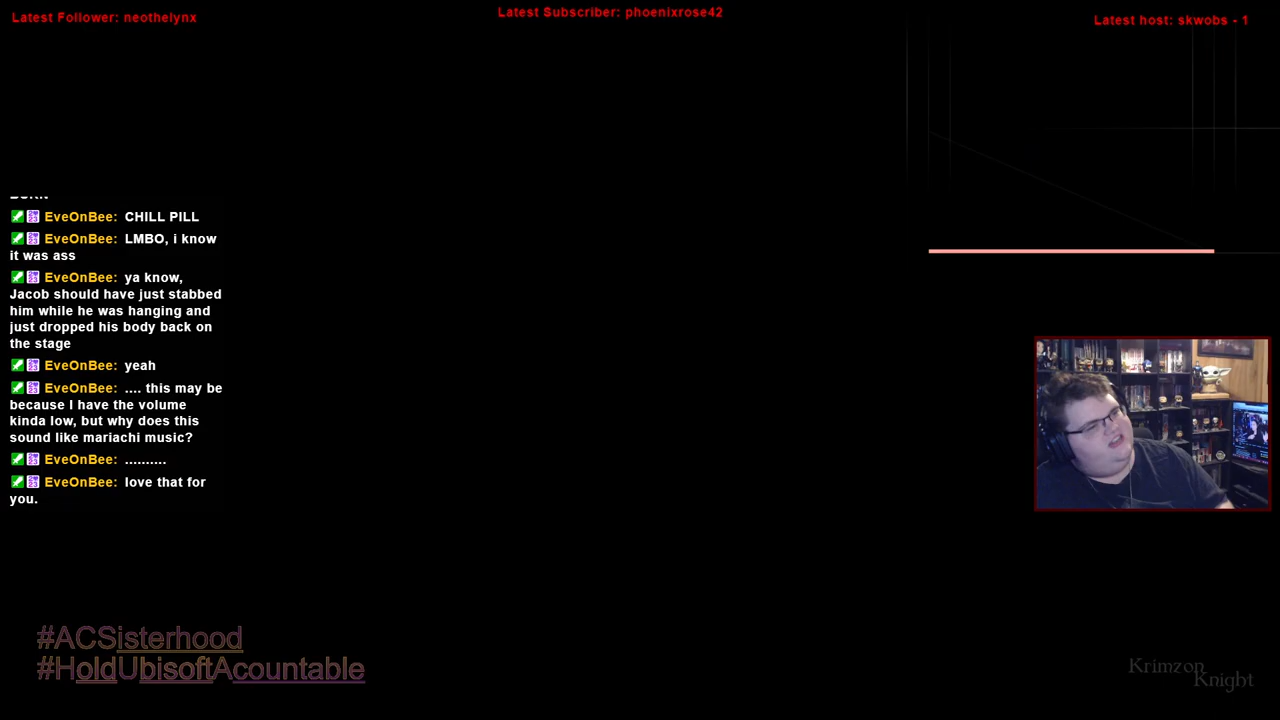 Latest Follower: neothelynx
Latest Subscriber: phoenixrose42
Latest host: skwobs - 1
EveOnBee: CHILL PILL
EveOnBee: LMBO, i know
it was ass
EveOnBee: ya know,
Jacob should have just stabbed
him while he was hanging and
just dropped his body back on
the stage
EveOnBee: yeah
EveOnBee: .... this may be
because I have the volume
kinda low, but why does this
sound like mariachi music?
EveOnBee: ..........
EveOnBee: love that for
you.
#ACSisterhood
#HoldUbisoftAcountable
Krimzon
Knight